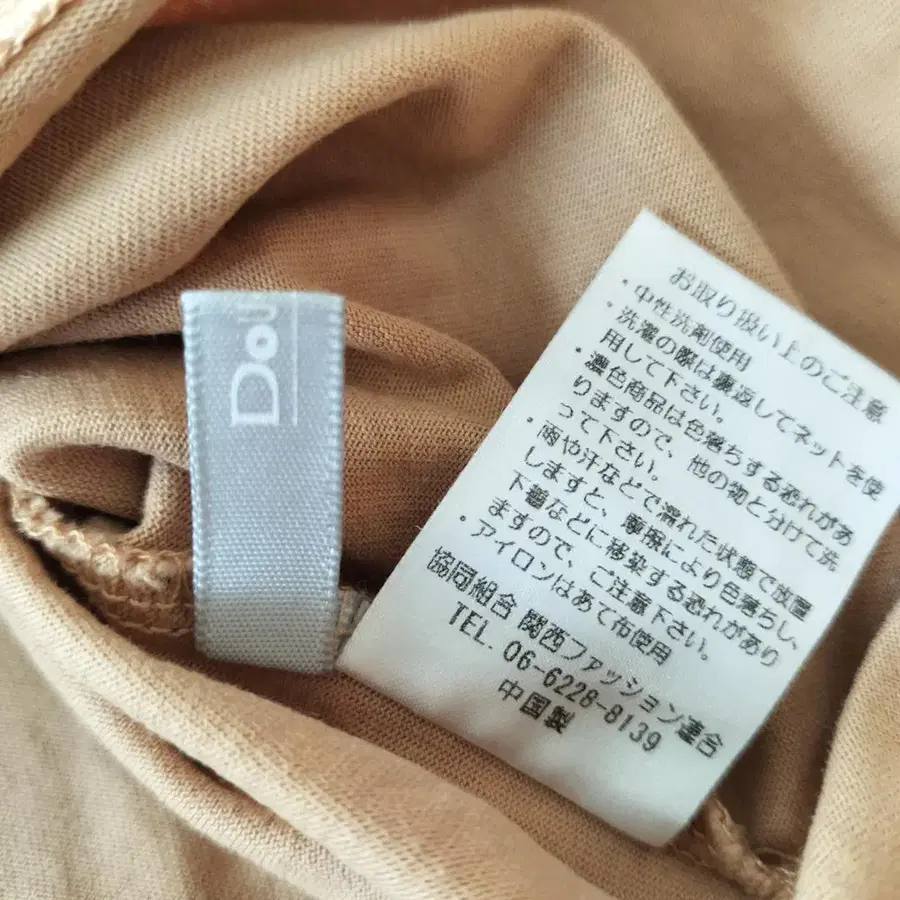 Dou
お取り扱い上のご注意
・中性洗剤使用
・洗濯の際は裏返してネットを使
用して下さい。
・濃色商品は色落ちする恐れがあ
りますので、他の物と分けて洗
って下さい。
・雨や汗などで濡れた状態で放置
しますと、摩擦により色落ちし、
下着などに移染する恐れがあり
ますので、ご注意下さい。
・アイロンはあて布使用
協同組合 関西ファッション連合
TEL. 06-6228-8139
中国製